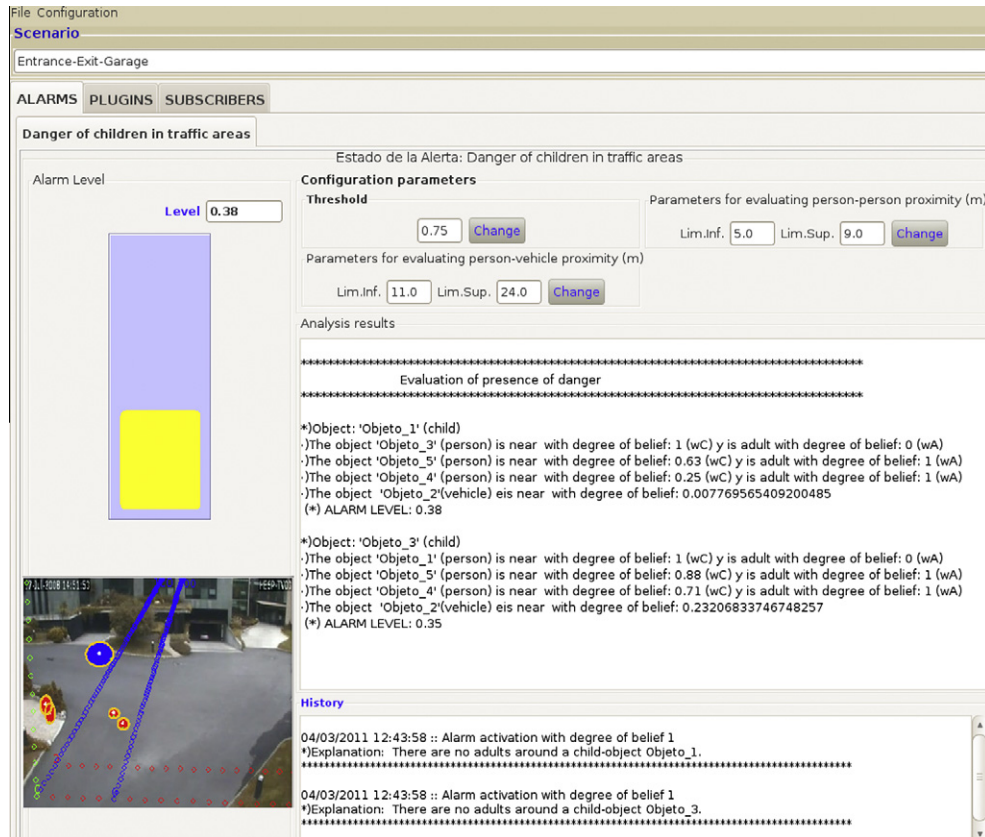 File Configuration
Scenario
Entrance-Exit-Garage
ALARMS PLUGINS SUBSCRIBERS
Danger of children in traffic areas
Estado de la Alerta: Danger of children in traffic areas
Alarm Level
Level 0.38
Configuration parameters
Threshold
0.75 Change
Parameters for evaluating person-person proximity (m)
Lim.Inf. 5.0 Lim.Sup. 9.0 Change
Parameters for evaluating person-vehicle proximity (m)
Lim.Inf. 11.0 Lim.Sup. 24.0 Change
Analysis results
*************************************************************************************
Evaluation of presence of danger
*************************************************************************************
*)Object: 'Objeto_1' (child)
·)The object 'Objeto_3' (person) is near with degree of belief: 1 (wC) y is adult with degree of belief: 0 (wA)
·)The object 'Objeto_5' (person) is near with degree of belief: 0.63 (wC) y is adult with degree of belief: 1 (wA)
·)The object 'Objeto_4' (person) is near with degree of belief: 0.25 (wC) y is adult with degree of belief: 1 (wA)
·)The object 'Objeto_2'(vehicle) eis near with degree of belief: 0.007769565409200485
(*) ALARM LEVEL: 0.38
*)Object: 'Objeto_3' (child)
·)The object 'Objeto_1' (person) is near with degree of belief: 1 (wC) y is adult with degree of belief: 0 (wA)
·)The object 'Objeto_5' (person) is near with degree of belief: 0.88 (wC) y is adult with degree of belief: 1 (wA)
·)The object 'Objeto_4' (person) is near with degree of belief: 0.71 (wC) y is adult with degree of belief: 1 (wA)
·)The object 'Objeto_2'(vehicle) eis near with degree of belief: 0.23206833746748257
(*) ALARM LEVEL: 0.35
History
04/03/2011 12:43:58 :: Alarm activation with degree of belief 1
*)Explanation: There are no adults around a child-object Objeto_1.
*************************************************************************************
04/03/2011 12:43:58 :: Alarm activation with degree of belief 1
*)Explanation: There are no adults around a child-object Objeto_3.
*************************************************************************************